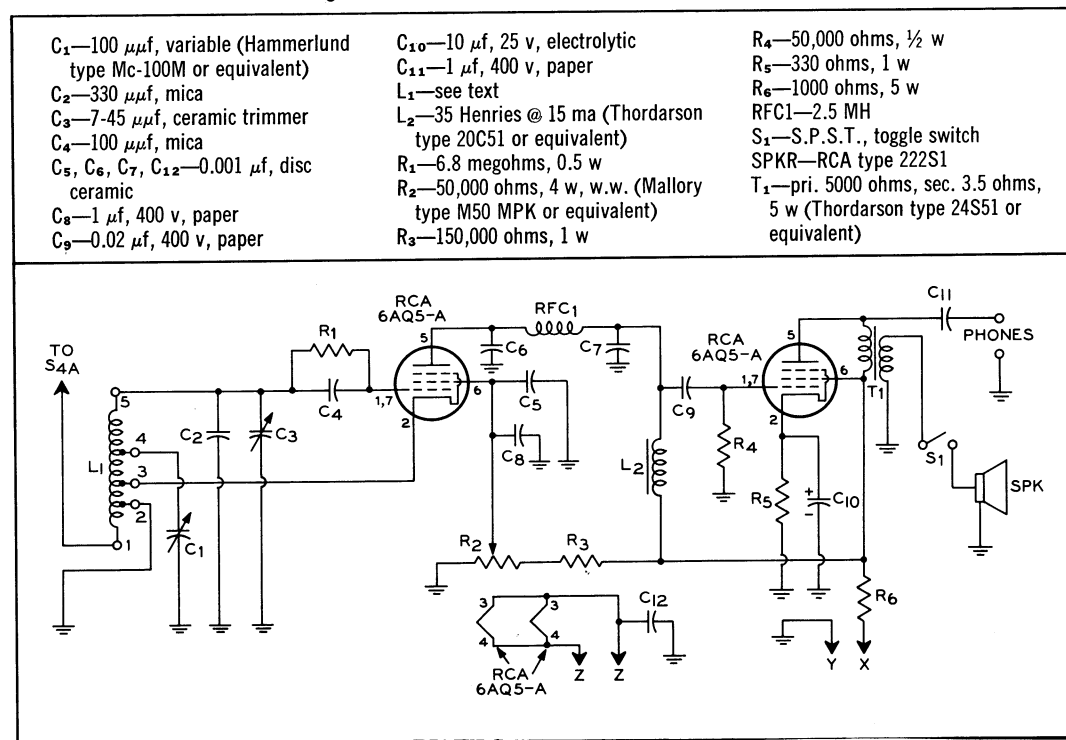 C₁—100 μμf, variable (Hammerlund
type Mc-100M or equivalent)
C₂—330 μμf, mica
C₃—7-45 μμf, ceramic trimmer
C₄—100 μμf, mica
C₅, C₆, C₇, C₁₂—0.001 μf, disc
ceramic
C₈—1 μf, 400 v, paper
C₉—0.02 μf, 400 v, paper
C₁₀—10 μf, 25 v, electrolytic
C₁₁—1 μf, 400 v, paper
L₁—see text
L₂—35 Henries @ 15 ma (Thordarson
type 20C51 or equivalent)
R₁—6.8 megohms, 0.5 w
R₂—50,000 ohms, 4 w, w.w. (Mallory
type M50 MPK or equivalent)
R₃—150,000 ohms, 1 w
R₄—50,000 ohms, ½ w
R₅—330 ohms, 1 w
R₆—1000 ohms, 5 w
RFC1—2.5 MH
S₁—S.P.S.T., toggle switch
SPKR—RCA type 222S1
T₁—pri. 5000 ohms, sec. 3.5 ohms,
5 w (Thordarson type 24S51 or
equivalent)
TO
S4A
5
4
3
2
1
L1
C2
C3
C1
R1
C4
RCA
6AQ5-A
5
1,7
6
2
C6
RFC1
C7
C5
C8
R2
R3
L2
C9
R4
RCA
6AQ5-A
5
1,7
6
2
R5
+
-
C10
T1
C11
PHONES
S1
SPK
R6
Y
X
3
3
4
4
RCA
6AQ5-A
Z
Z
C12